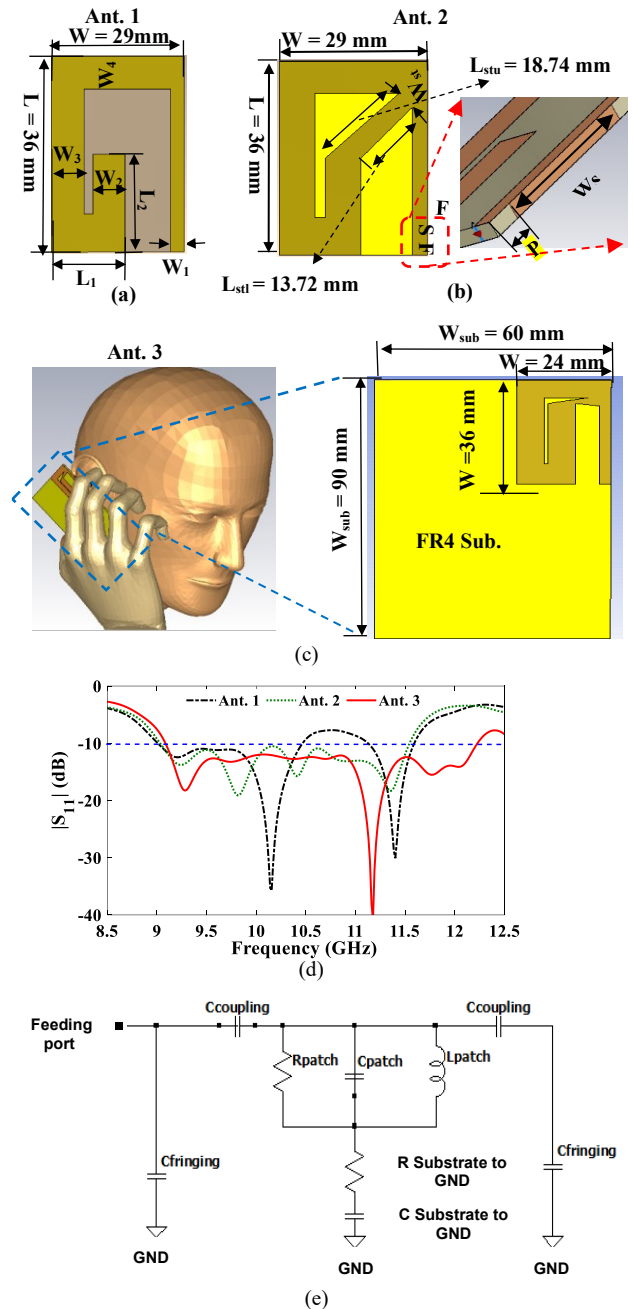 Ant. 1
W = 29mm
L = 36 mm
W4
W3
W2
L2
L1
W1
(a)
Ant. 2
W = 29 mm
L = 36 mm
Wsr
Lstu = 18.74 mm
F
S F
Lstl = 13.72 mm
Ws
P
(b)
Ant. 3
Wsub = 60 mm
W = 24 mm
W =36 mm
Wsub = 90 mm
FR4 Sub.
(c)
Ant. 1 Ant. 2 Ant. 3
|S11| (dB)
0
-10
-20
-30
-40
8.5 9 9.5 10 10.5 11 11.5 12 12.5
Frequency (GHz)
(d)
Feeding port
Ccoupling
Ccoupling
Rpatch
Cpatch
Lpatch
Cfringing
Cfringing
R Substrate to GND
C Substrate to GND
GND
GND
GND
(e)